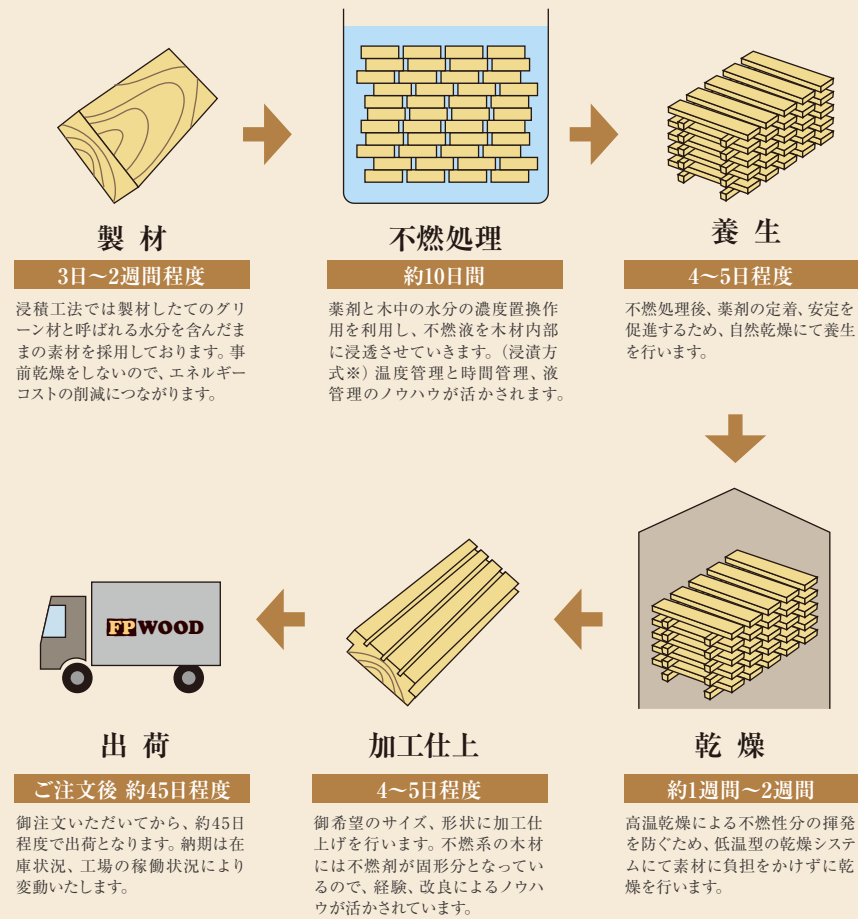 製材
3日～2週間程度
浸積工法では製材したてのグリ
ーン材と呼ばれる水分を含んだま
まの素材を採用しております。事
前乾燥をしないので、エネルギー
コストの削減につながります。
不燃処理
約10日間
薬剤と木中の水分の濃度置換作
用を利用し、不燃液を木材内部
に浸透させていきます。(浸漬方
式※)温度管理と時間管理、液
管理のノウハウが活かされます。
養生
4～5日程度
不燃処理後、薬剤の定着、安定を
促進するため、自然乾燥にて養生
を行います。
乾燥
約1週間～2週間
高温乾燥による不燃性分の揮発
を防ぐため、低温型の乾燥システ
ムにて素材に負担をかけずに乾
燥を行います。
加工仕上
4～5日程度
御希望のサイズ、形状に加工仕
上げを行います。不燃系の木材
には不燃剤が固形分となってい
るので、経験、改良によるノウハ
ウが活かされています。
FPWOOD
出荷
ご注文後 約45日程度
御注文いただいてから、約45日
程度で出荷となります。納期は在
庫状況、工場の稼働状況により
変動いたします。